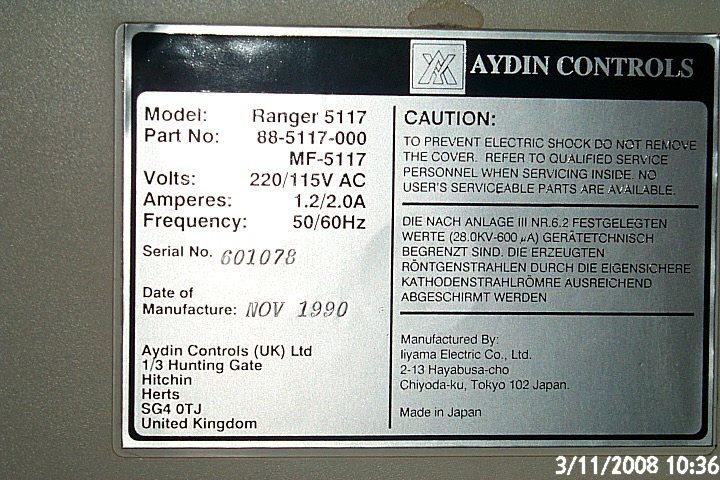 AYDIN CONTROLS
Model: Ranger 5117
Part No: 88-5117-000
MF-5117
Volts: 220/115V AC
Amperes: 1.2/2.0A
Frequency: 50/60Hz
Serial No. 601078
Date of
Manufacture: NOV 1990
Aydin Controls (UK) Ltd
1/3 Hunting Gate
Hitchin
Herts
SG4 0TJ
United Kingdom
CAUTION:
TO PREVENT ELECTRIC SHOCK DO NOT REMOVE
THE COVER. REFER TO QUALIFIED SERVICE
PERSONNEL WHEN SERVICING INSIDE. NO
USER'S SERVICEABLE PARTS ARE AVAILABLE.
DIE NACH ANLAGE III NR.6.2 FESTGELEGTEN
WERTE (28.0KV-600 µA) GERÄTETECHNISCH
BEGRENZT SIND. DIE ERZEUGTEN
RÖNTGENSTRAHLEN DURCH DIE EIGENSICHERE
KATHODENSTRAHLRÖMRE AUSREICHEND
ABGESCHIRMT WERDEN
Manufactured By:
Iiyama Electric Co., Ltd.
2-13 Hayabusa-cho
Chiyoda-ku, Tokyo 102 Japan.
Made in Japan
3/11/2008 10:36